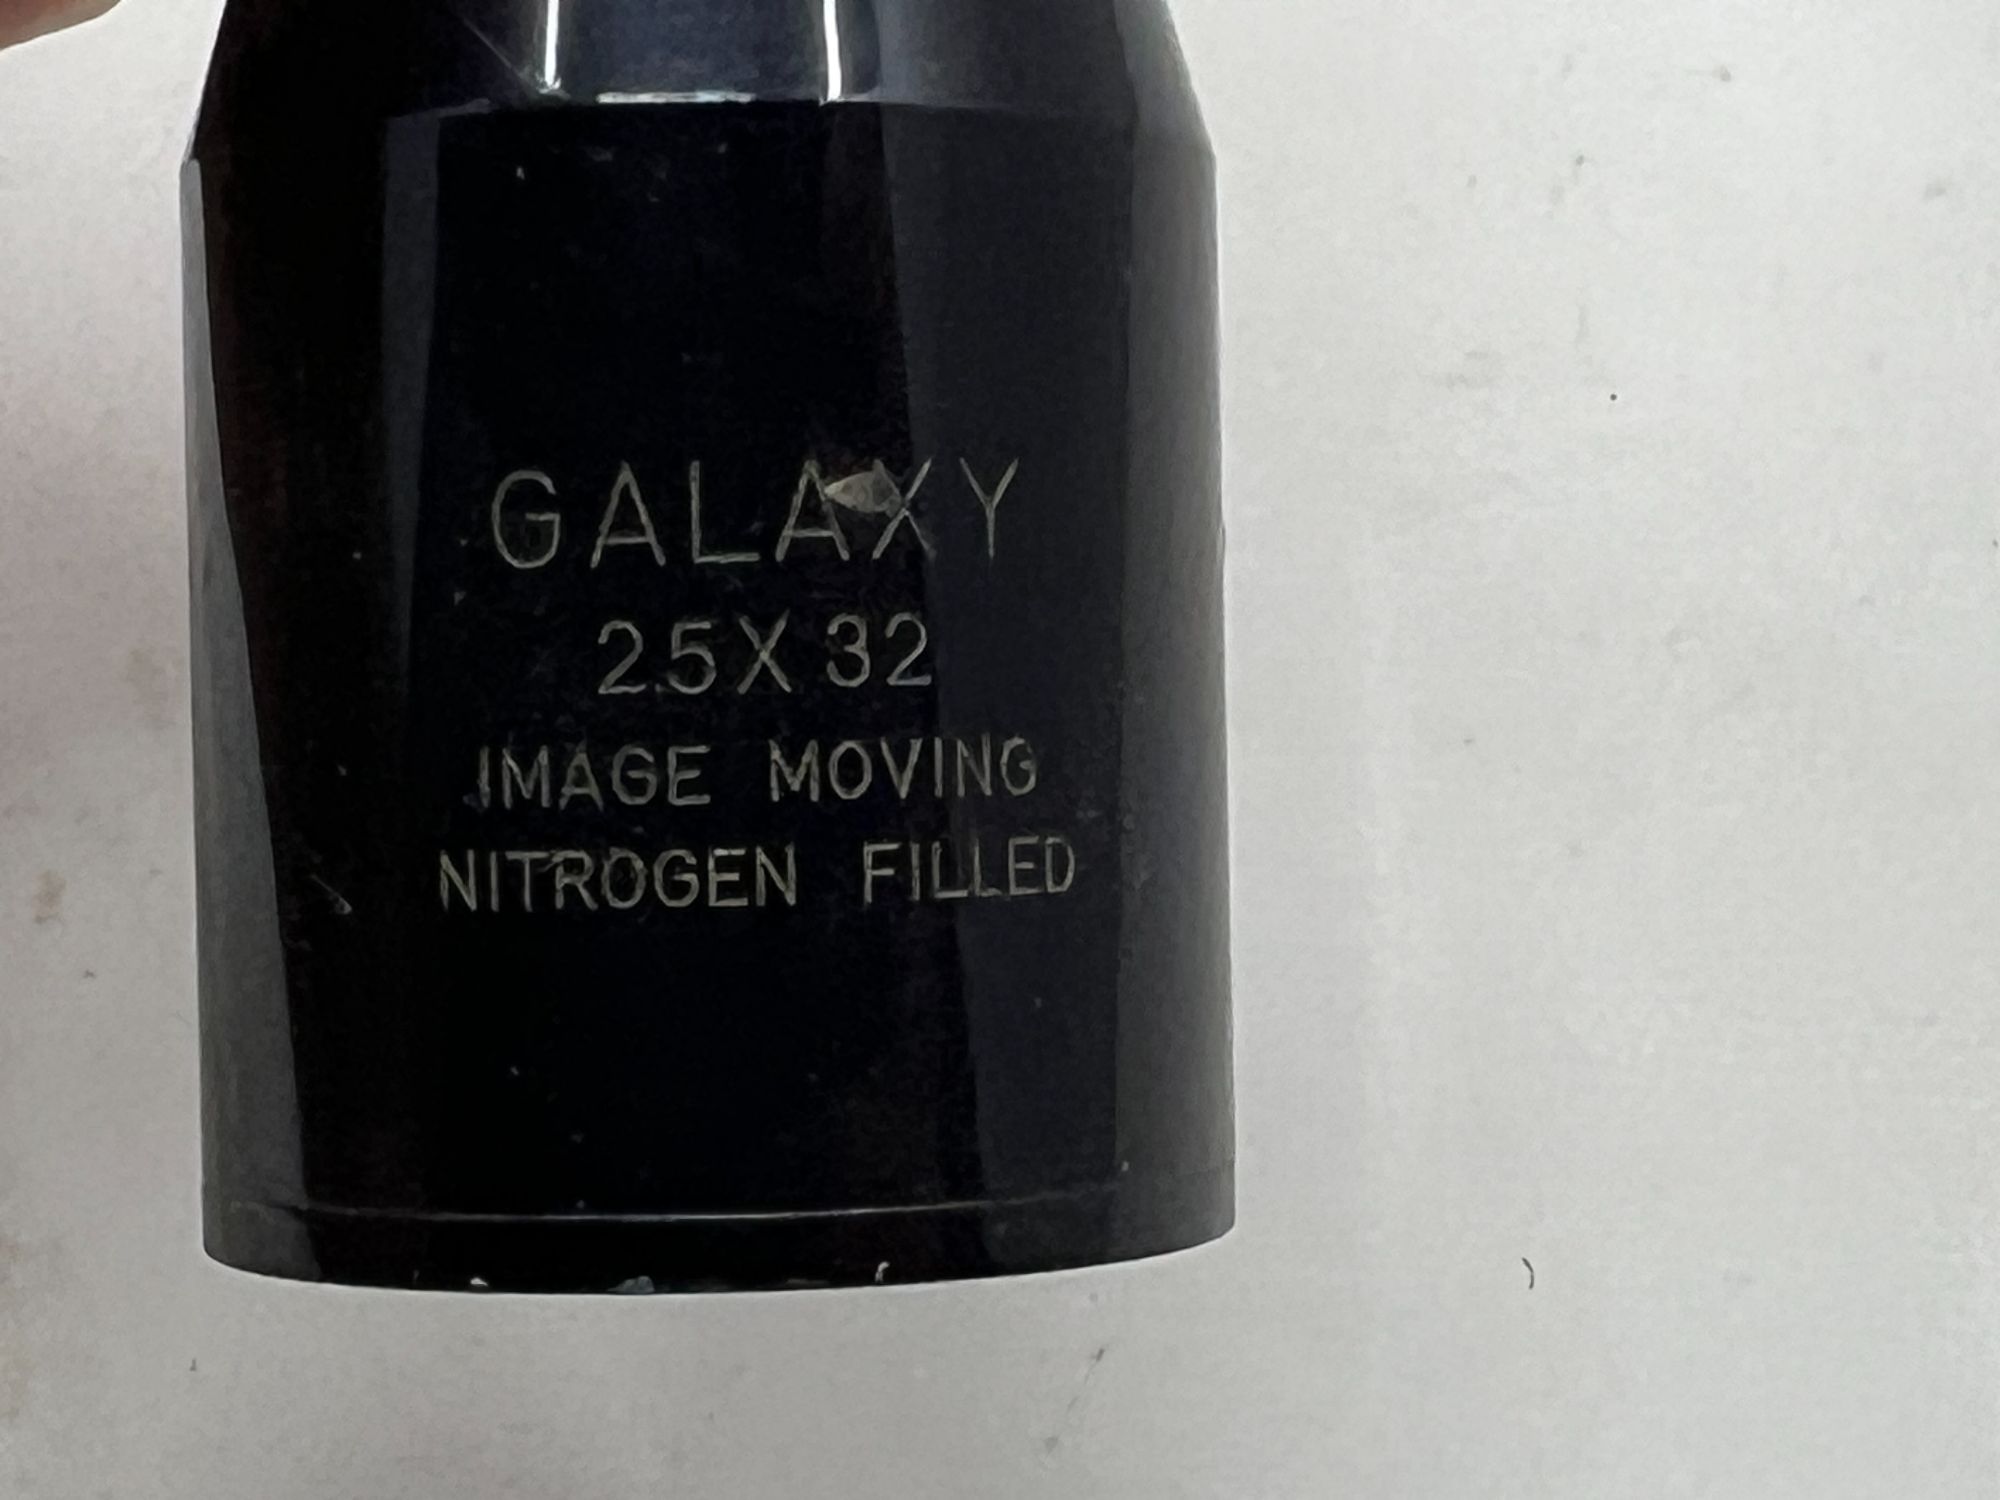 GALAXY
2.5X32
IMAGE MOVING
NITROGEN FILLED